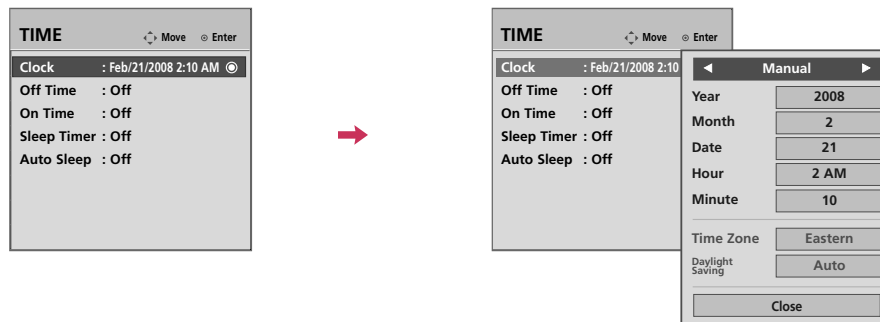 TIME Move Enter
Clock : Feb/21/2008 2:10 AM
Off Time : Off
On Time : Off
Sleep Timer : Off
Auto Sleep : Off
TIME Move Enter
Clock : Feb/21/2008 2:10
Off Time : Off
On Time : Off
Sleep Timer : Off
Auto Sleep : Off
Manual
Year 2008
Month 2
Date 21
Hour 2 AM
Minute 10
Time Zone Eastern
Daylight
Saving Auto
Close